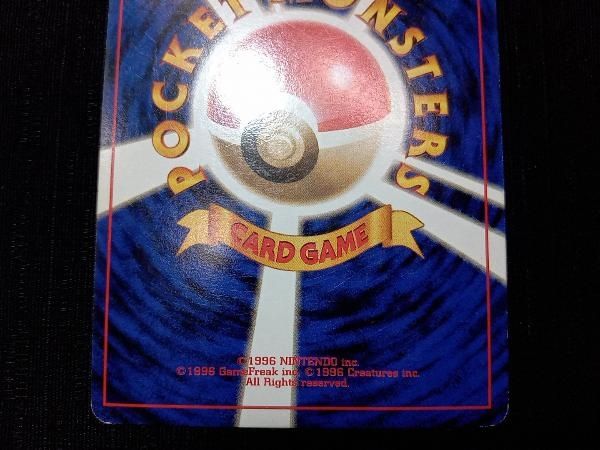 POCKET MONSTERS
CARD GAME
©1996 NINTENDO inc.
©1996 GameFreak inc. ©1996 Creatures inc.
All Rights reserved.